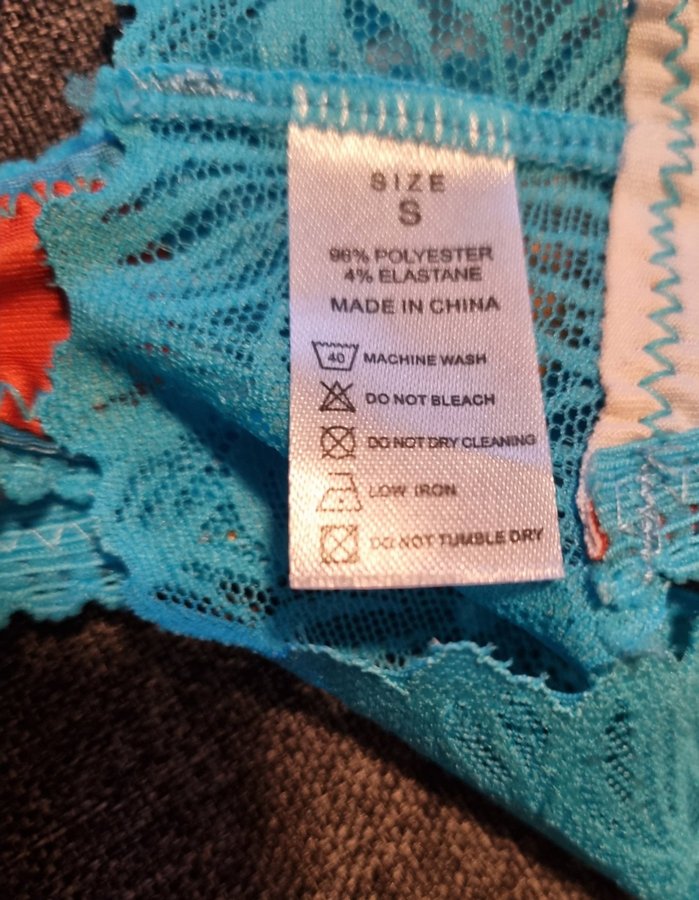 SIZE
S
96% POLYESTER
4% ELASTANE
MADE IN CHINA
40 MACHINE WASH
DO NOT BLEACH
DO NOT DRY CLEANING
LOW IRON
DO NOT TUMBLE DRY